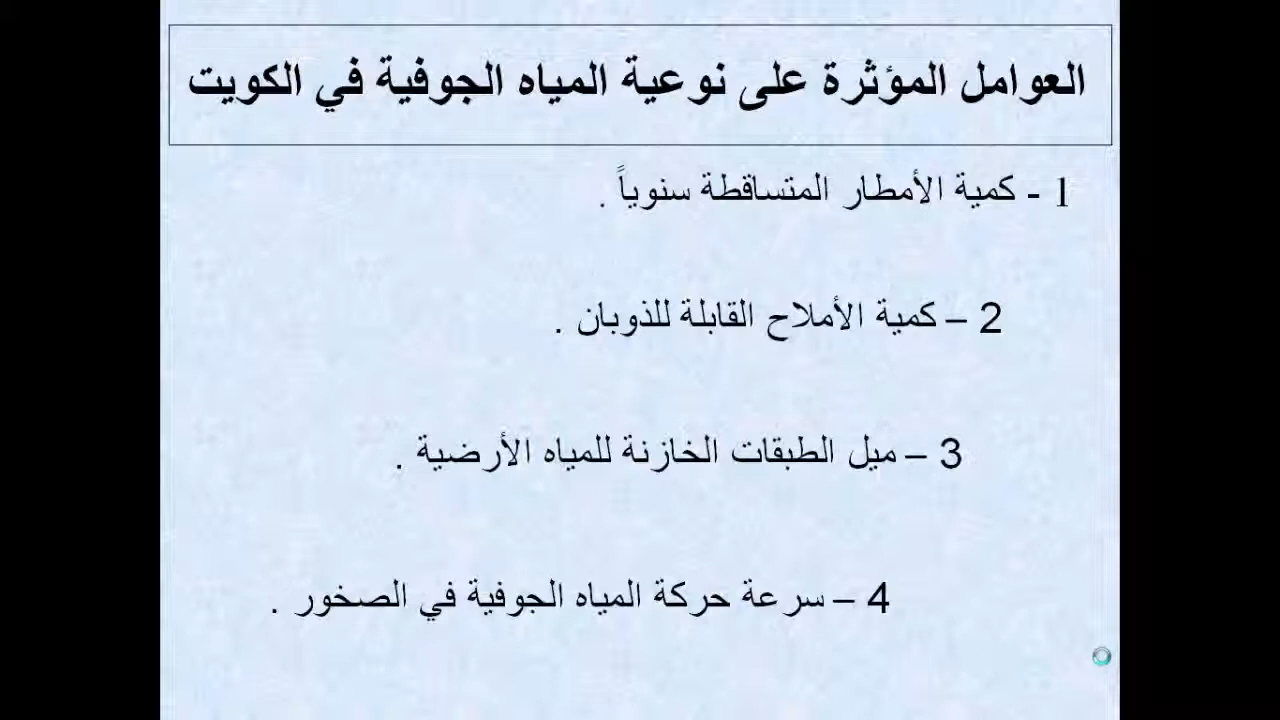 العوامل المؤثرة على نوعية المياه الجوفية في الكويت
1 - كمية الأمطار المتساقطة سنوياً .
2 – كمية الأملاح القابلة للذوبان .
3 – ميل الطبقات الخازنة للمياه الأرضية .
4 – سرعة حركة المياه الجوفية في الصخور .